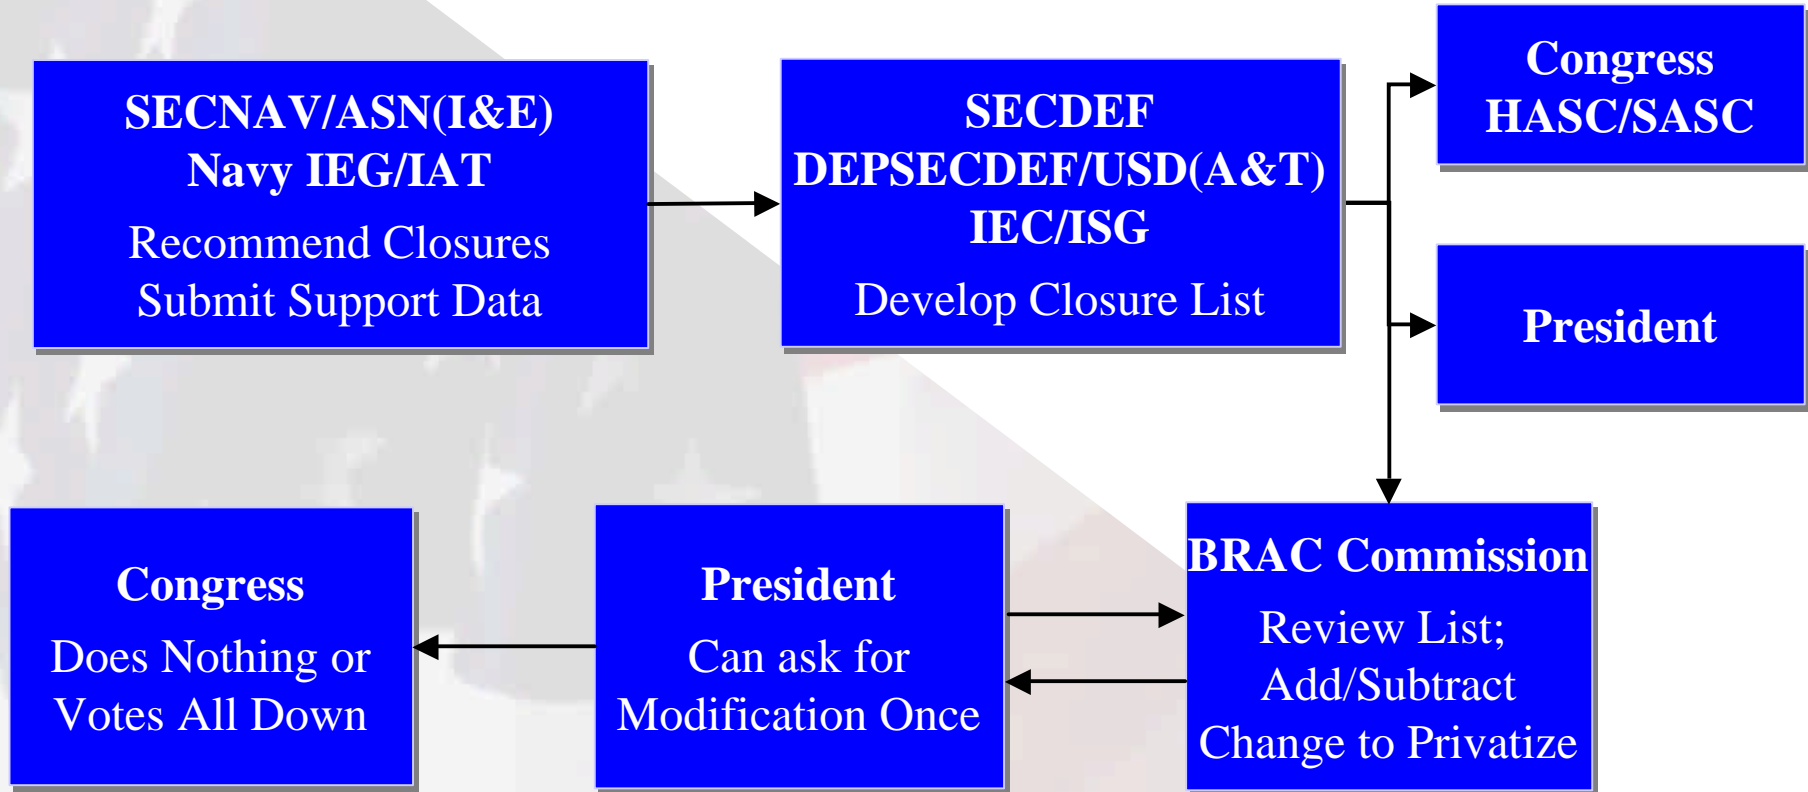 SECNAV/ASN(I&E)
Navy IEG/IAT
Recommend Closures
Submit Support Data
SECDEF
DEPSECDEF/USD(A&T)
IEC/ISG
Develop Closure List
Congress
HASC/SASC
President
Congress
Does Nothing or
Votes All Down
President
Can ask for
Modification Once
BRAC Commission
Review List;
Add/Subtract
Change to Privatize